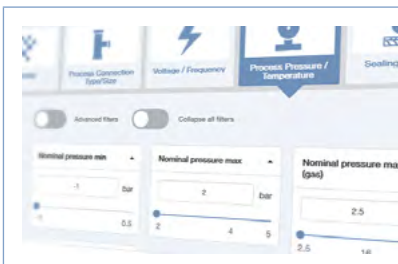 Process Connection
Type/Size
Voltage / Frequency
Process Pressure /
Temperature
Sealing
Advanced filters
Collapse all filters
Nominal pressure min
-1 bar
0.5
Nominal pressure max
2 bar
2 4 5
Nominal pressure max
(gas)
2.5
2.5 16